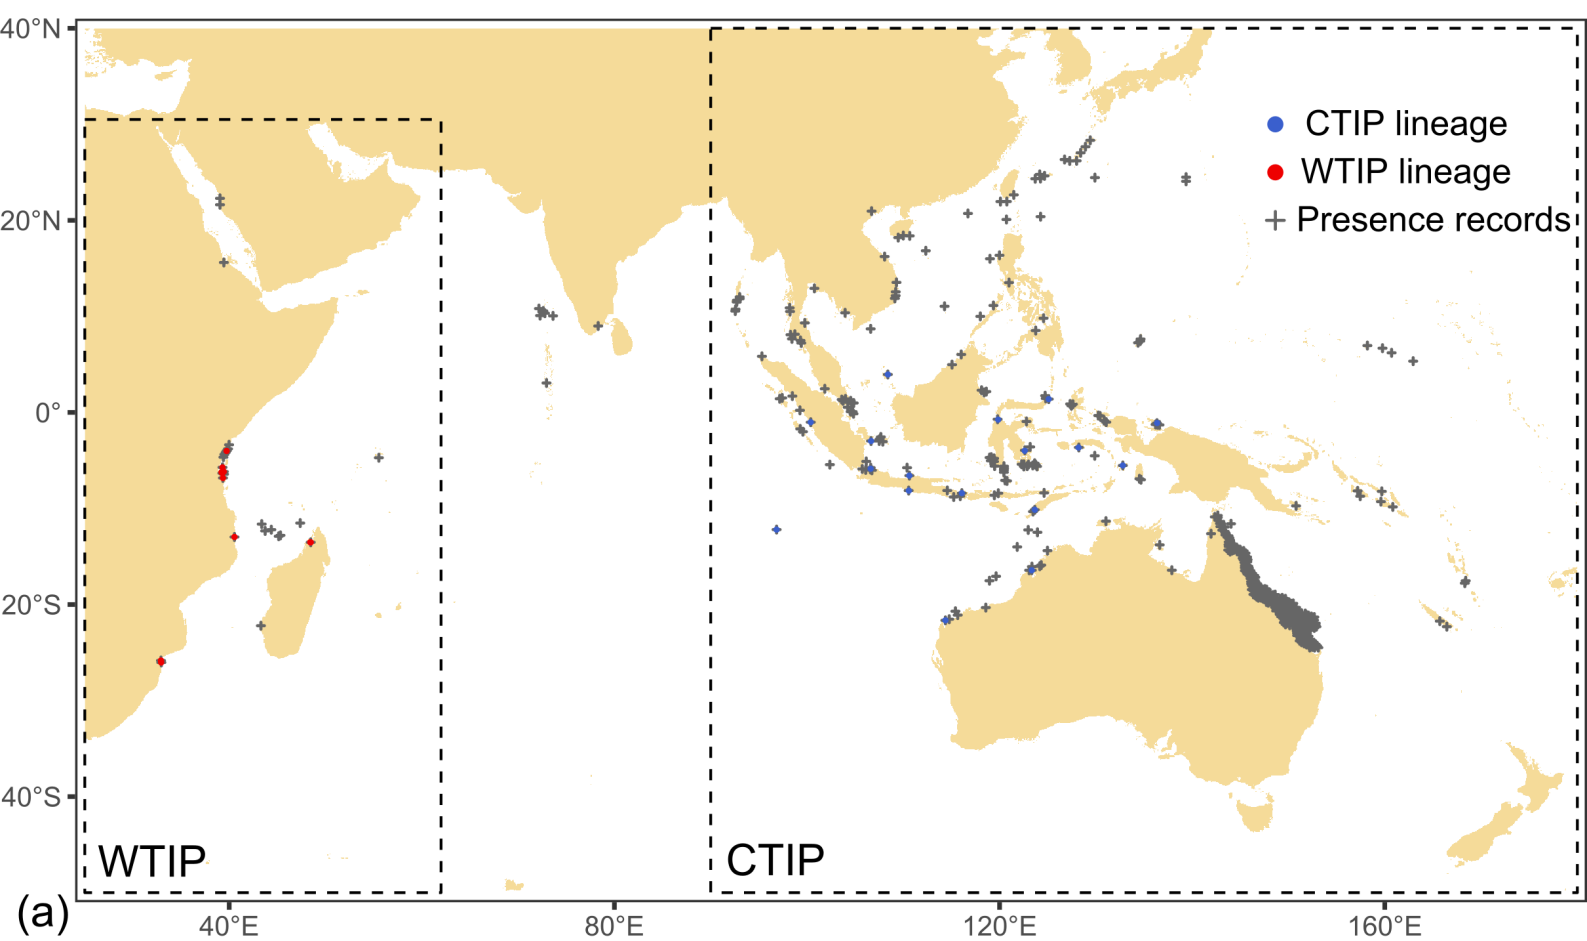 40°N
20°N
0°
20°S
40°S
CTIP lineage
WTIP lineage
Presence records
WTIP
CTIP
(a)
40°E
80°E
120°E
160°E